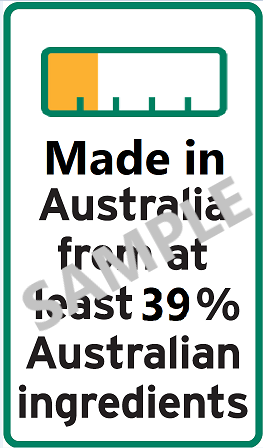 Made in
Australia
from at
least 39%
Australian
ingredients
SAMPLE